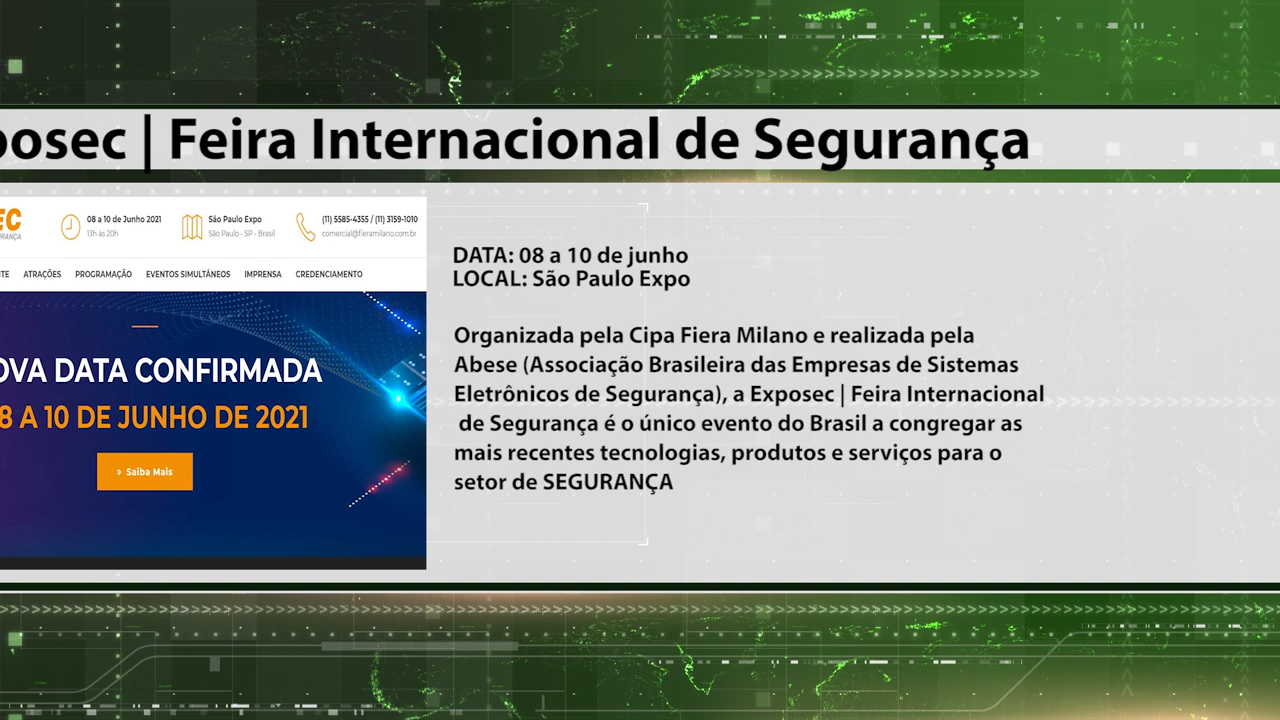 posec | Feira Internacional de Segurança
EC
URANÇA
08 a 10 de Junho 2021
13h às 20h
São Paulo Expo
São Paulo - SP - Brasil
(11) 5585-4355 / (11) 3159-1010
comercial@fieramilano.com.br
TE ATRAÇÕES PROGRAMAÇÃO EVENTOS SIMULTÂNEOS IMPRENSA CREDENCIAMENTO
OVA DATA CONFIRMADA
8 A 10 DE JUNHO DE 2021
» Saiba Mais
DATA: 08 a 10 de junho
LOCAL: São Paulo Expo
Organizada pela Cipa Fiera Milano e realizada pela
Abese (Associação Brasileira das Empresas de Sistemas
Eletrônicos de Segurança), a Exposec | Feira Internacional
de Segurança é o único evento do Brasil a congregar as
mais recentes tecnologias, produtos e serviços para o
setor de SEGURANÇA